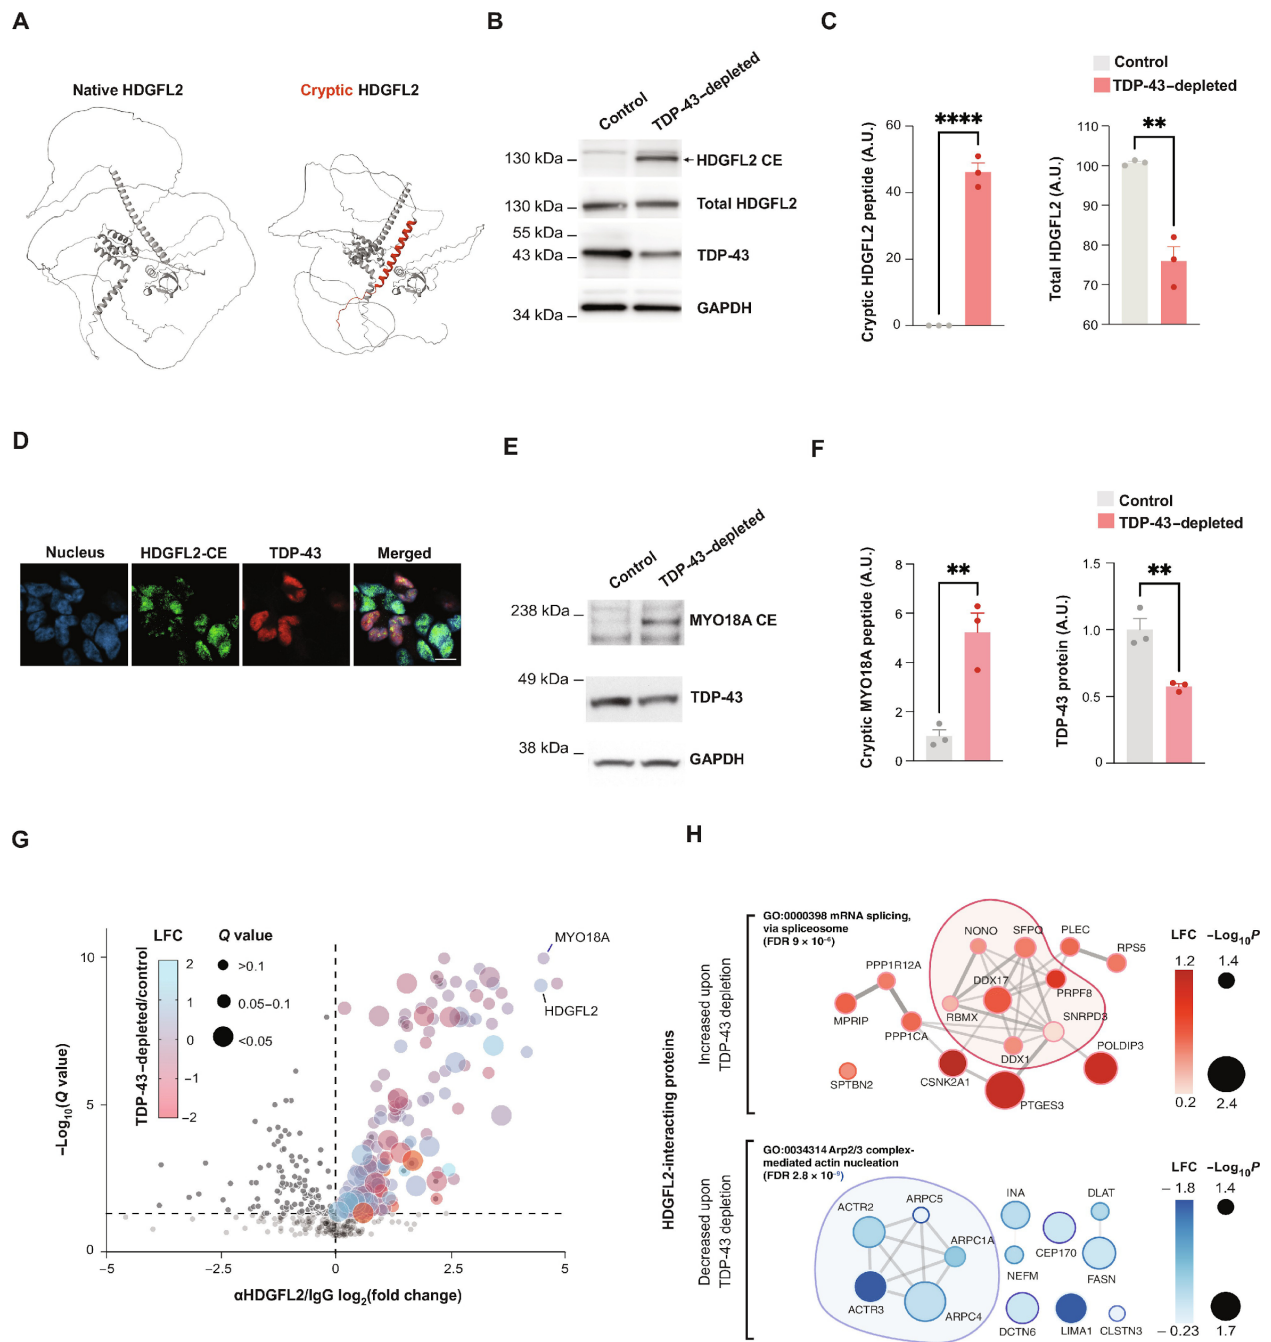 A
Native HDGFL2
Cryptic HDGFL2
B
Control
TDP-43–depleted
130 kDa
HDGFL2 CE
130 kDa
Total HDGFL2
55 kDa
43 kDa
TDP-43
34 kDa
GAPDH
C
Control
TDP-43–depleted
Cryptic HDGFL2 peptide (A.U.)
60
40
20
0
****
Total HDGFL2 (A.U.)
110
100
90
80
70
60
**
D
Nucleus
HDGFL2-CE
TDP-43
Merged
E
Control
TDP-43–depleted
238 kDa
MYO18A CE
49 kDa
TDP-43
38 kDa
GAPDH
F
Control
TDP-43–depleted
Cryptic MYO18A peptide (A.U.)
8
6
4
2
0
**
TDP-43 protein (A.U.)
1.5
1.0
0.5
0
**
G
–Log10(Q value)
10
5
0
TDP-43–depleted/control
LFC
2
1
0
−1
−2
Q value
>0.1
0.05–0.1
<0.05
MYO18A
HDGFL2
−5
−2.5
0
2.5
5
αHDGFL2/IgG log2(fold change)
H
HDGFL2-interacting proteins
Increased upon
TDP-43 depletion
GO:0000398 mRNA splicing,
via spliceosome
(FDR 9 × 10−6)
NONO
SFPQ
PLEC
RPS5
PPP1R12A
DDX17
PRPF8
MPRIP
RBMX
SNRPD3
PPP1CA
DDX1
POLDIP3
SPTBN2
CSNK2A1
PTGES3
LFC
1.2
0.2
–Log10P
1.4
2.4
Decreased upon
TDP-43 depletion
GO:0034314 Arp2/3 complex-
mediated actin nucleation
(FDR 2.8 × 10−8)
ACTR2
ARPC5
ARPC1A
ACTR3
ARPC4
INA
DLAT
CEP170
NEFM
FASN
DCTN6
LIMA1
CLSTN3
LFC
− 1.8
− 0.23
–Log10P
1.4
1.7